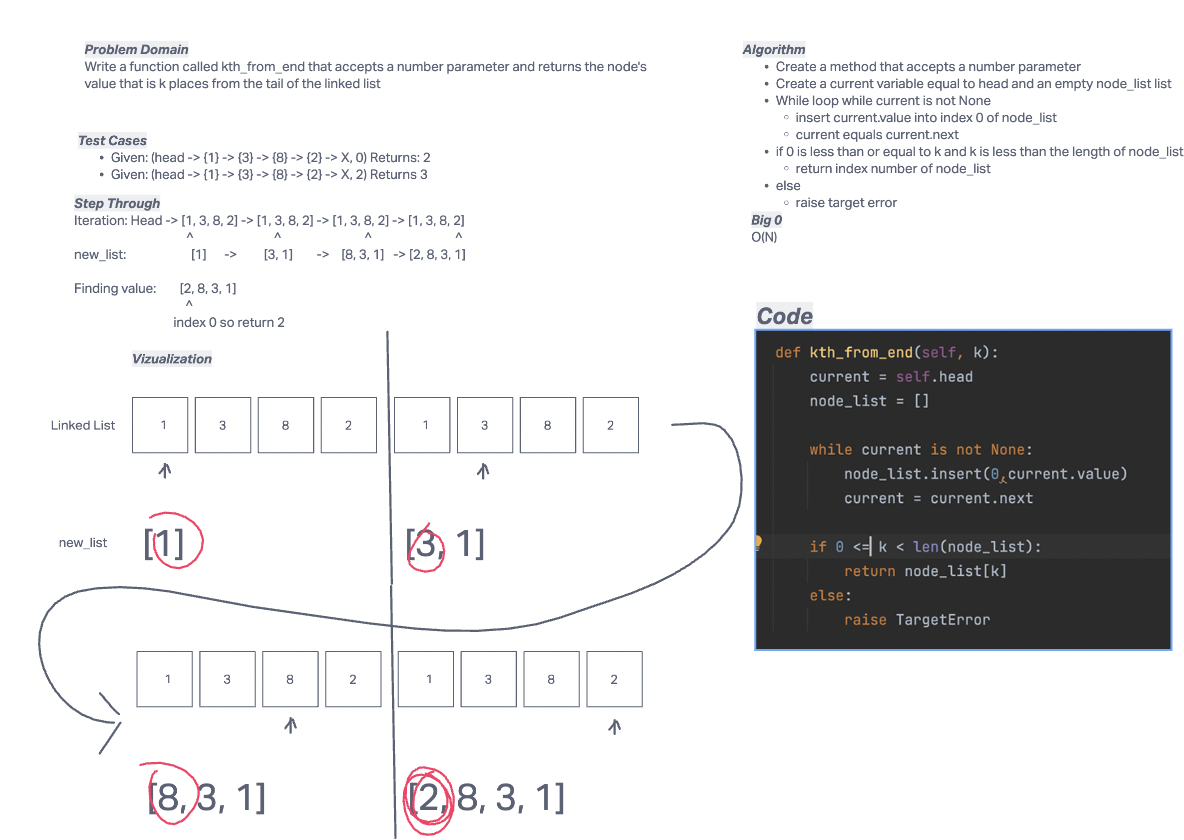 Problem Domain
Write a function called kth_from_end that accepts a number parameter and returns the node's
value that is k places from the tail of the linked list
Test Cases
• Given: (head -> {1} -> {3} -> {8} -> {2} -> X, 0) Returns: 2
• Given: (head -> {1} -> {3} -> {8} -> {2} -> X, 2) Returns 3
Step Through
Iteration: Head -> [1, 3, 8, 2] -> [1, 3, 8, 2] -> [1, 3, 8, 2] -> [1, 3, 8, 2]
^ ^ ^ ^
new_list: [1] -> [3, 1] -> [8, 3, 1] -> [2, 8, 3, 1]
Finding value: [2, 8, 3, 1]
^
index 0 so return 2
Vizualization
Linked List 1 3 8 2 1 3 8 2
new_list [1] [3, 1]
1 3 8 2 1 3 8 2
[8, 3, 1] [2, 8, 3, 1]
Algorithm
• Create a method that accepts a number parameter
• Create a current variable equal to head and an empty node_list list
• While loop while current is not None
◦ insert current.value into index 0 of node_list
◦ current equals current.next
• if 0 is less than or equal to k and k is less than the length of node_list
◦ return index number of node_list
• else
◦ raise target error
Big 0
O(N)
Code
def kth_from_end(self, k):
current = self.head
node_list = []
while current is not None:
node_list.insert(0,current.value)
current = current.next
if 0 <= k < len(node_list):
return node_list[k]
else:
raise TargetError